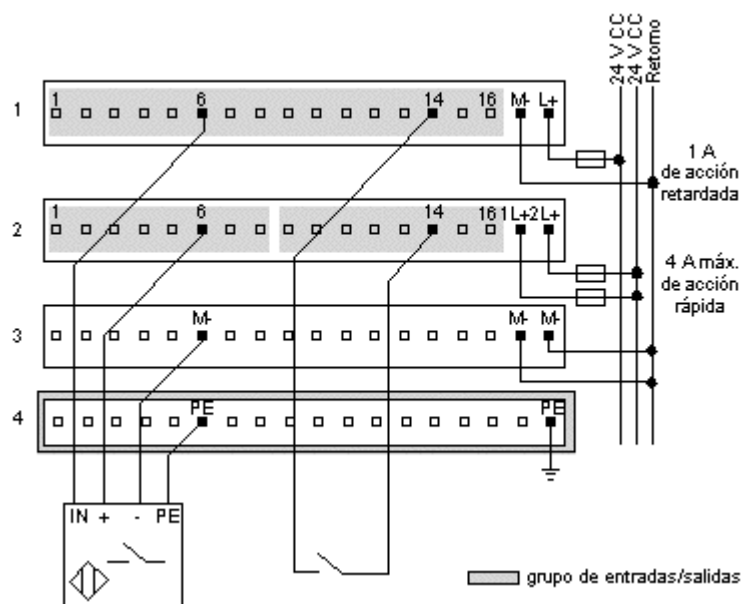 24 V CC
24 V CC
Retorno
1
1 6 14 16 M- L+
1 A
de acción
retardada
2
1 6 14 16 1L+2L+
4 A máx.
de acción
rápida
3
M- M- M-
4
PE PE
IN + - PE
grupo de entradas/salidas